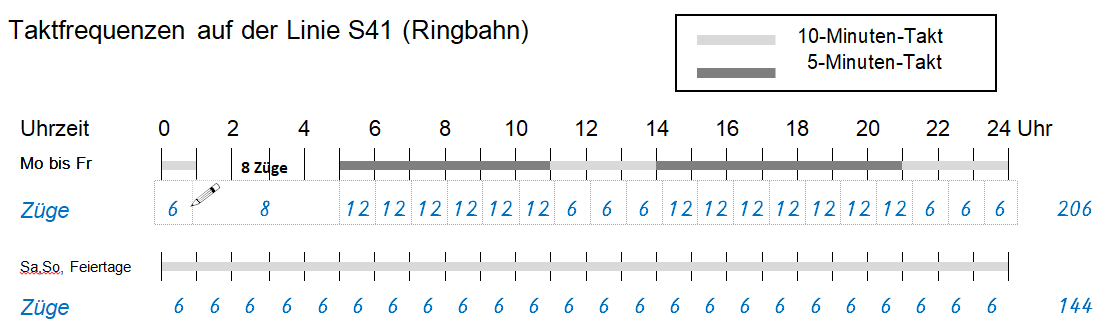 Taktfrequenzen auf der Linie S41 (Ringbahn)
10-Minuten-Takt
5-Minuten-Takt
Uhrzeit 0 2 4 6 8 10 12 14 16 18 20 22 24 Uhr
Mo bis Fr 8 Züge
Züge 6 8 12 12 12 12 12 12 6 6 6 12 12 12 12 12 12 12 6 6 6 206
Sa,So, Feiertage
Züge 6 6 6 6 6 6 6 6 6 6 6 6 6 6 6 6 6 6 6 6 6 6 6 6 144